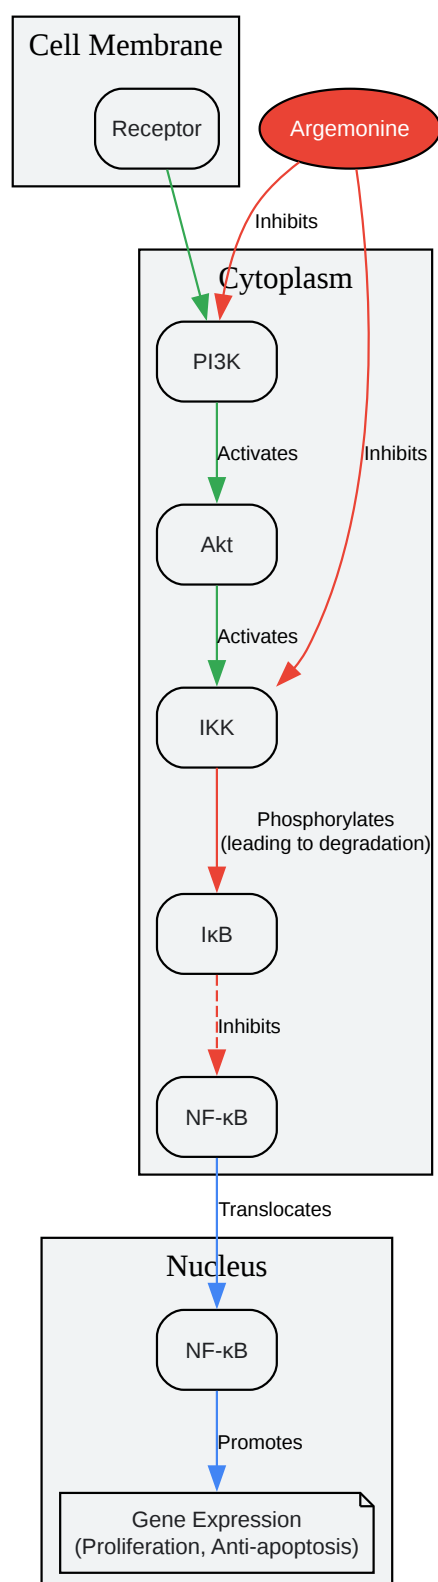 Cell Membrane
Receptor
Argemonine
Inhibits
Cytoplasm
PI3K
Activates
Inhibits
Akt
Activates
IKK
Phosphorylates
(leading to degradation)
IκB
Inhibits
NF-κB
Translocates
Nucleus
NF-κB
Promotes
Gene Expression
(Proliferation, Anti-apoptosis)